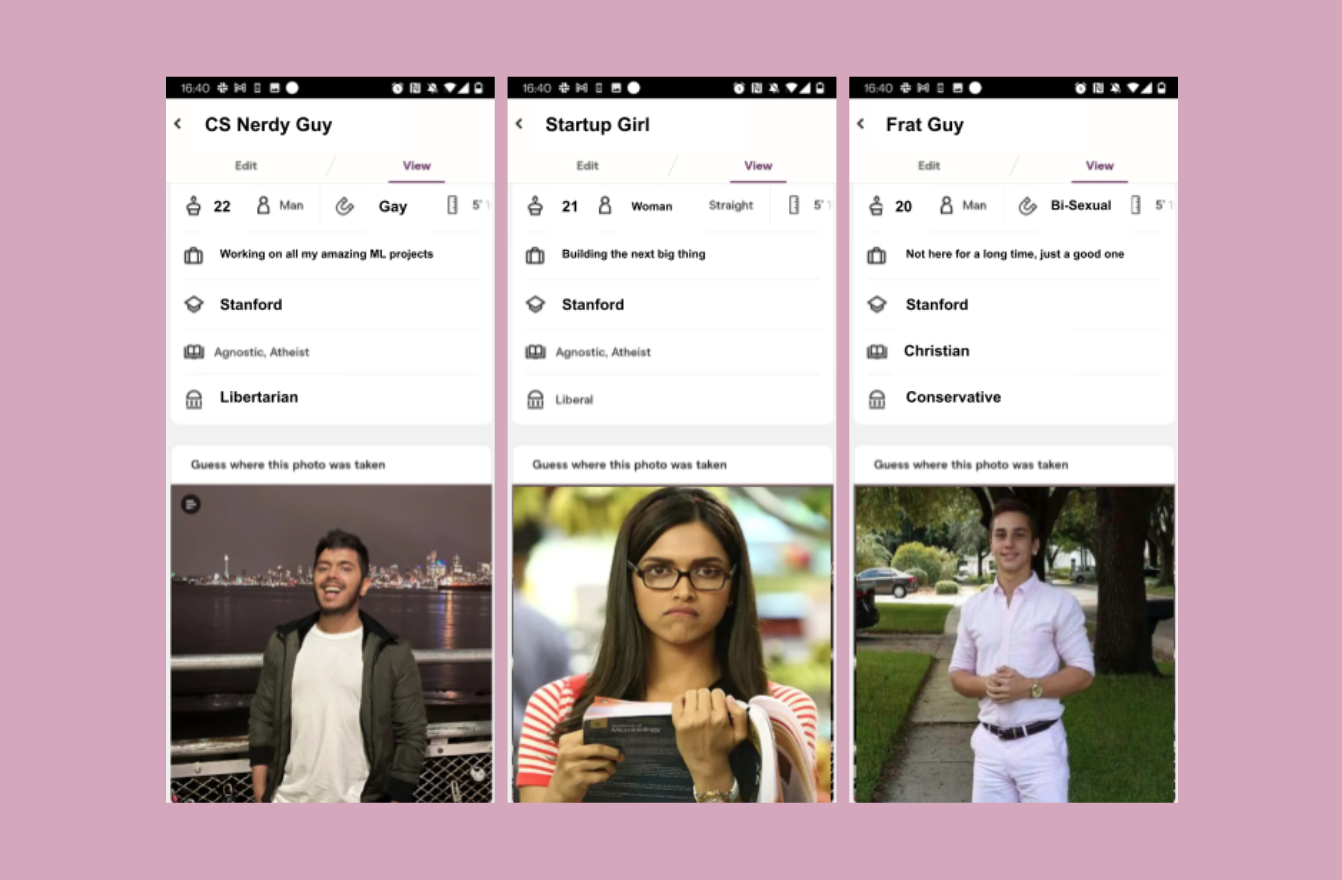 16:40
CS Nerdy Guy
Edit View
22 Man Gay 5'
Working on all my amazing ML projects
Stanford
Agnostic, Atheist
Libertarian
Guess where this photo was taken
16:40
Startup Girl
Edit View
21 Woman Straight 5'
Building the next big thing
Stanford
Agnostic, Atheist
Liberal
Guess where this photo was taken
Microbiology
16:40
Frat Guy
Edit View
20 Man Bi-Sexual 5'
Not here for a long time, just a good one
Stanford
Christian
Conservative
Guess where this photo was taken